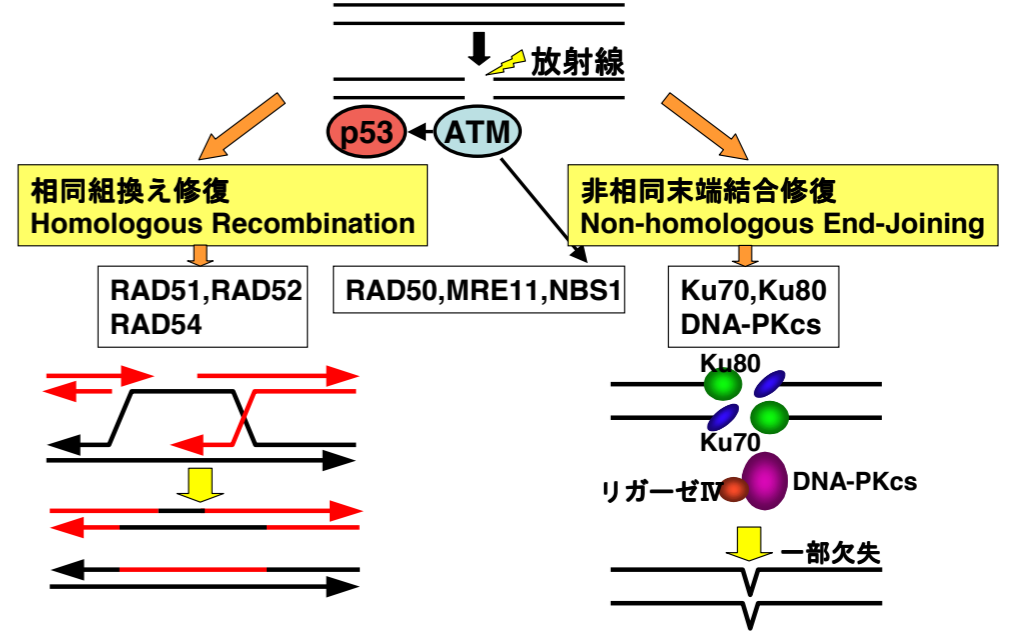 放射線
p53
ATM
相同組換え修復
Homologous Recombination
非相同末端結合修復
Non-homologous End-Joining
RAD51,RAD52
RAD54
RAD50,MRE11,NBS1
Ku70,Ku80
DNA-PKcs
Ku80
Ku70
リガーゼⅣ
DNA-PKcs
一部欠失